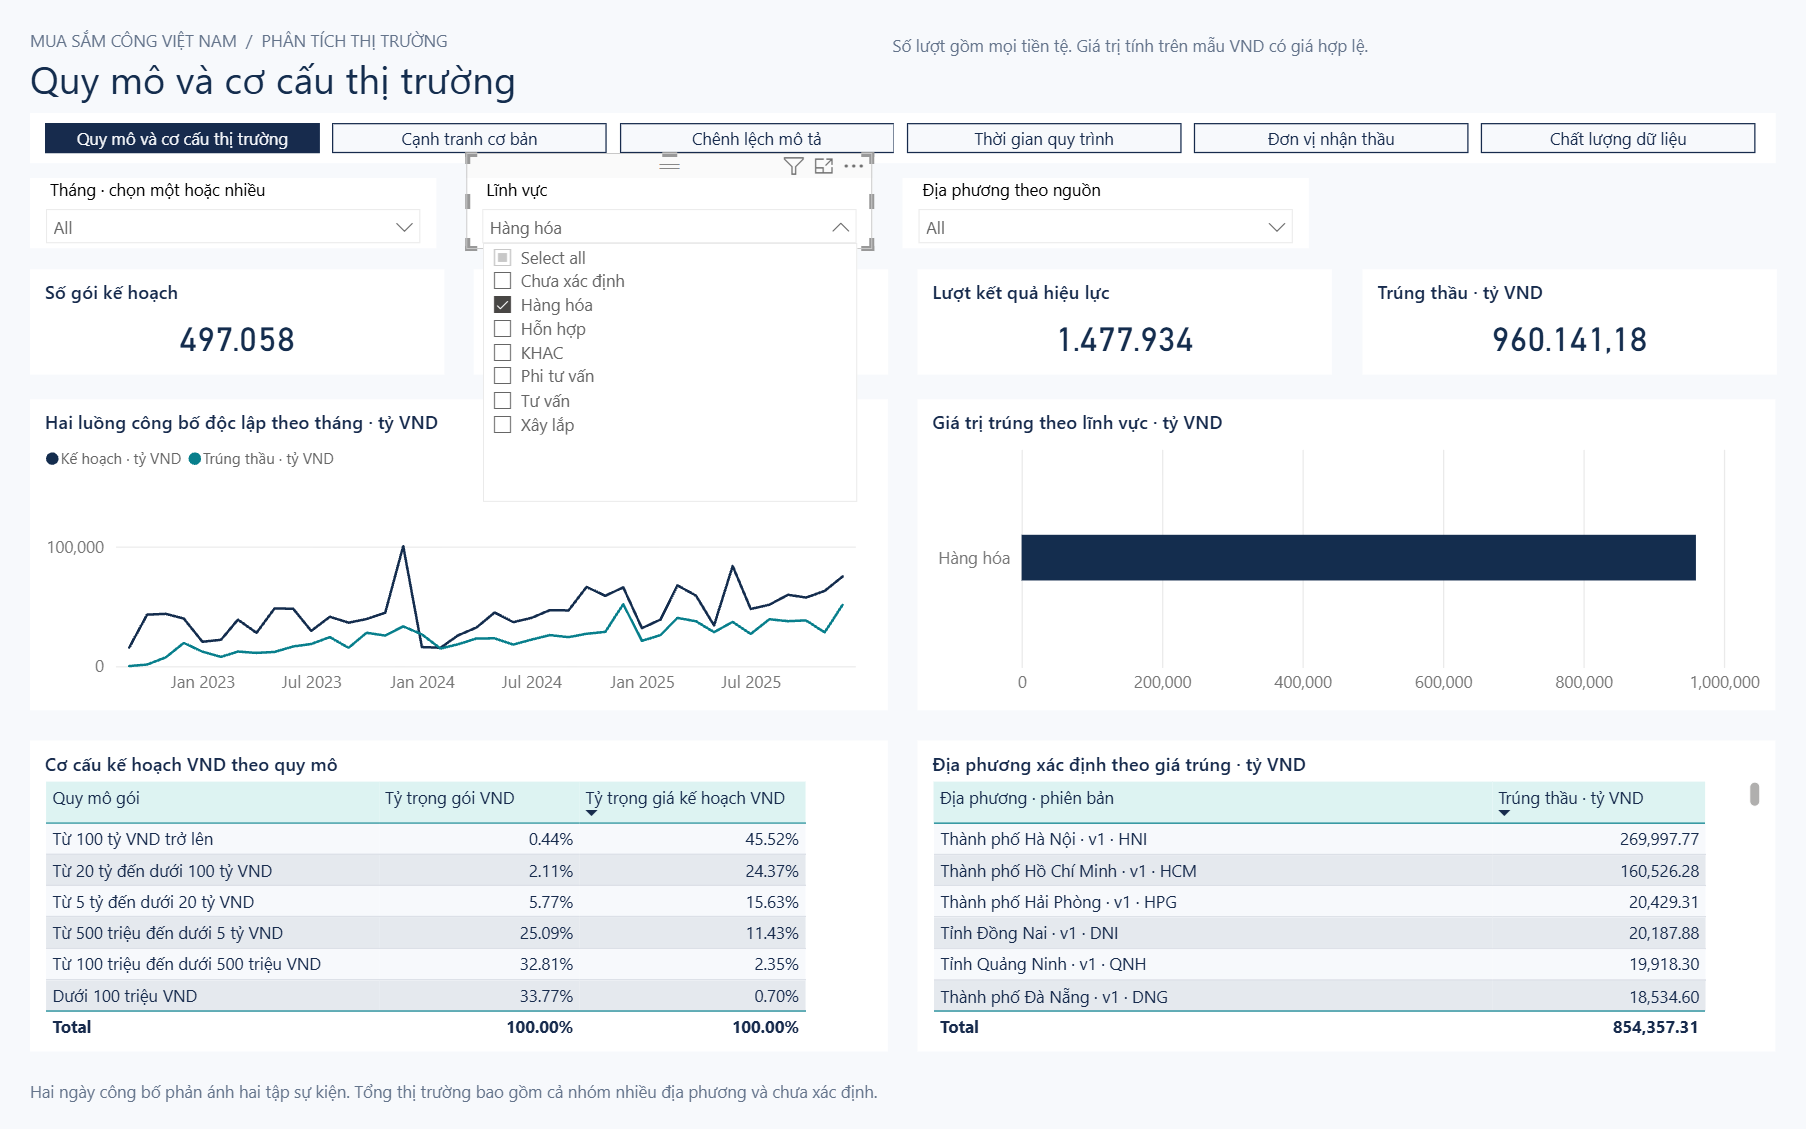 MUA SẮM CÔNG VIỆT NAM / PHÂN TÍCH THỊ TRƯỜNG
Số lượt gồm mọi tiền tệ. Giá trị tính trên mẫu VND có giá hợp lệ.
Quy mô và cơ cấu thị trường
Quy mô và cơ cấu thị trường
Cạnh tranh cơ bản
Chênh lệch mô tả
Thời gian quy trình
Đơn vị nhận thầu
Chất lượng dữ liệu
Tháng · chọn một hoặc nhiều
All
Lĩnh vực
Hàng hóa
Select all
Chưa xác định
Hàng hóa
Hỗn hợp
KHAC
Phi tư vấn
Tư vấn
Xây lắp
Địa phương theo nguồn
All
Số gói kế hoạch
497.058
Lượt kết quả hiệu lực
1.477.934
Trúng thầu · tỷ VND
960.141,18
Hai luồng công bố độc lập theo tháng · tỷ VND
Kế hoạch · tỷ VND Trúng thầu · tỷ VND
100,000
0
Jan 2023 Jul 2023 Jan 2024 Jul 2024 Jan 2025 Jul 2025
Giá trị trúng theo lĩnh vực · tỷ VND
Hàng hóa
0 200,000 400,000 600,000 800,000 1,000,000
Cơ cấu kế hoạch VND theo quy mô
Quy mô gói Tỷ trọng gói VND Tỷ trọng giá kế hoạch VND
Từ 100 tỷ VND trở lên 0.44% 45.52%
Từ 20 tỷ đến dưới 100 tỷ VND 2.11% 24.37%
Từ 5 tỷ đến dưới 20 tỷ VND 5.77% 15.63%
Từ 500 triệu đến dưới 5 tỷ VND 25.09% 11.43%
Từ 100 triệu đến dưới 500 triệu VND 32.81% 2.35%
Dưới 100 triệu VND 33.77% 0.70%
Total 100.00% 100.00%
Địa phương xác định theo giá trúng · tỷ VND
Địa phương · phiên bản Trúng thầu · tỷ VND
Thành phố Hà Nội · v1 · HNI 269,997.77
Thành phố Hồ Chí Minh · v1 · HCM 160,526.28
Thành phố Hải Phòng · v1 · HPG 20,429.31
Tỉnh Đồng Nai · v1 · DNI 20,187.88
Tỉnh Quảng Ninh · v1 · QNH 19,918.30
Thành phố Đà Nẵng · v1 · DNG 18,534.60
Total 854,357.31
Hai ngày công bố phản ánh hai tập sự kiện. Tổng thị trường bao gồm cả nhóm nhiều địa phương và chưa xác định.